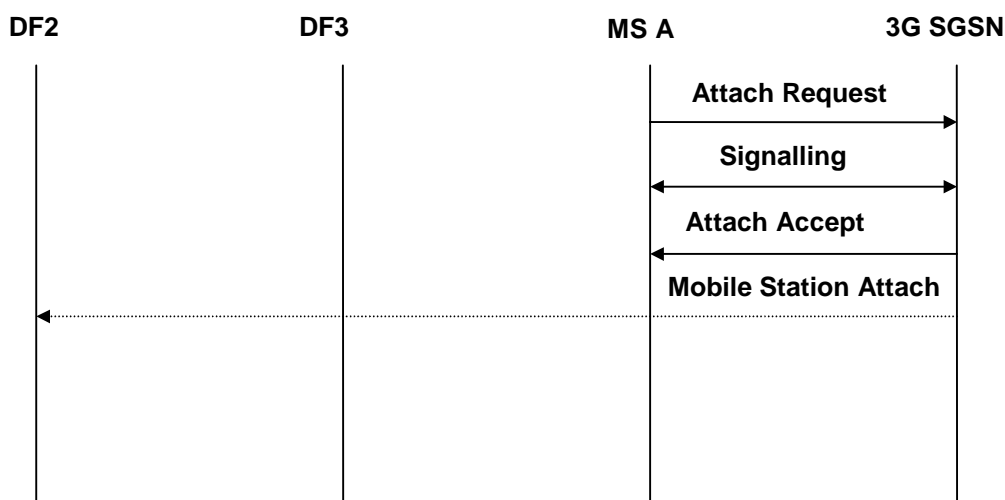 DF2 DF3 MS A 3G SGSN
Attach Request
Signalling
Attach Accept
Mobile Station Attach